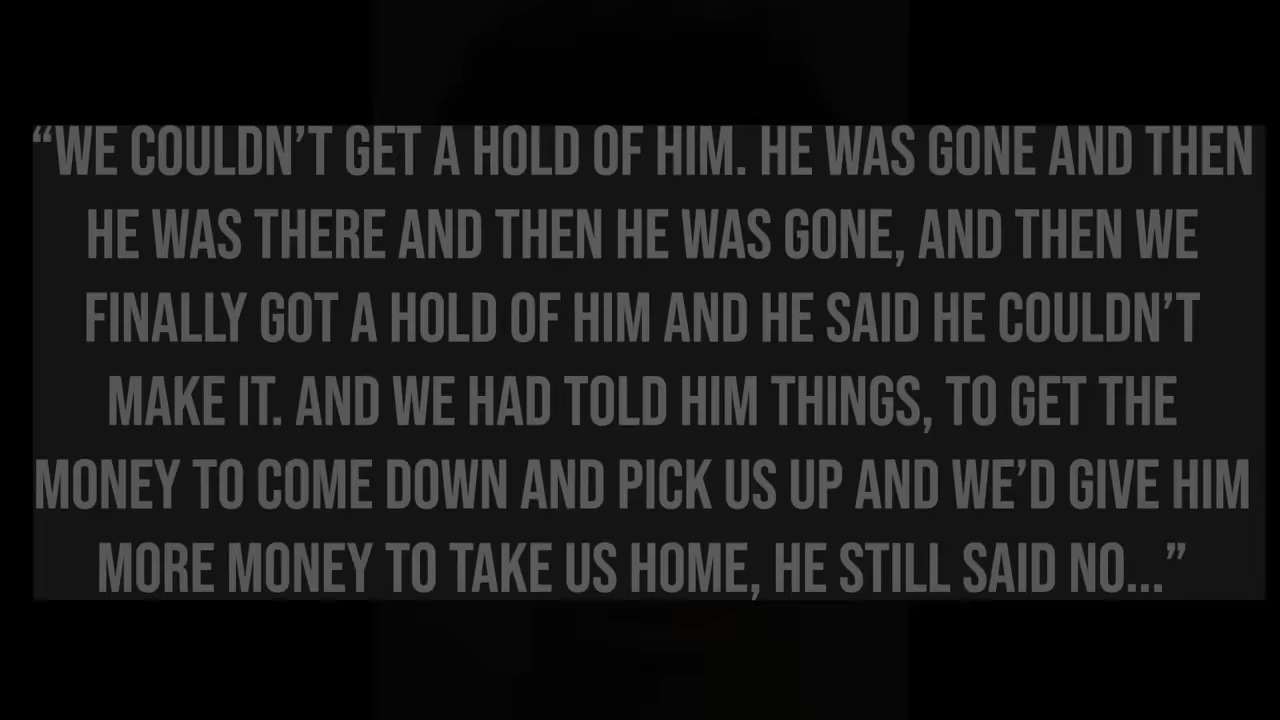 “WE COULDN’T GET A HOLD OF HIM. HE WAS GONE AND THEN
HE WAS THERE AND THEN HE WAS GONE, AND THEN WE
FINALLY GOT A HOLD OF HIM AND HE SAID HE COULDN’T
MAKE IT. AND WE HAD TOLD HIM THINGS, TO GET THE
MONEY TO COME DOWN AND PICK US UP AND WE’D GIVE HIM
MORE MONEY TO TAKE US HOME, HE STILL SAID NO...”